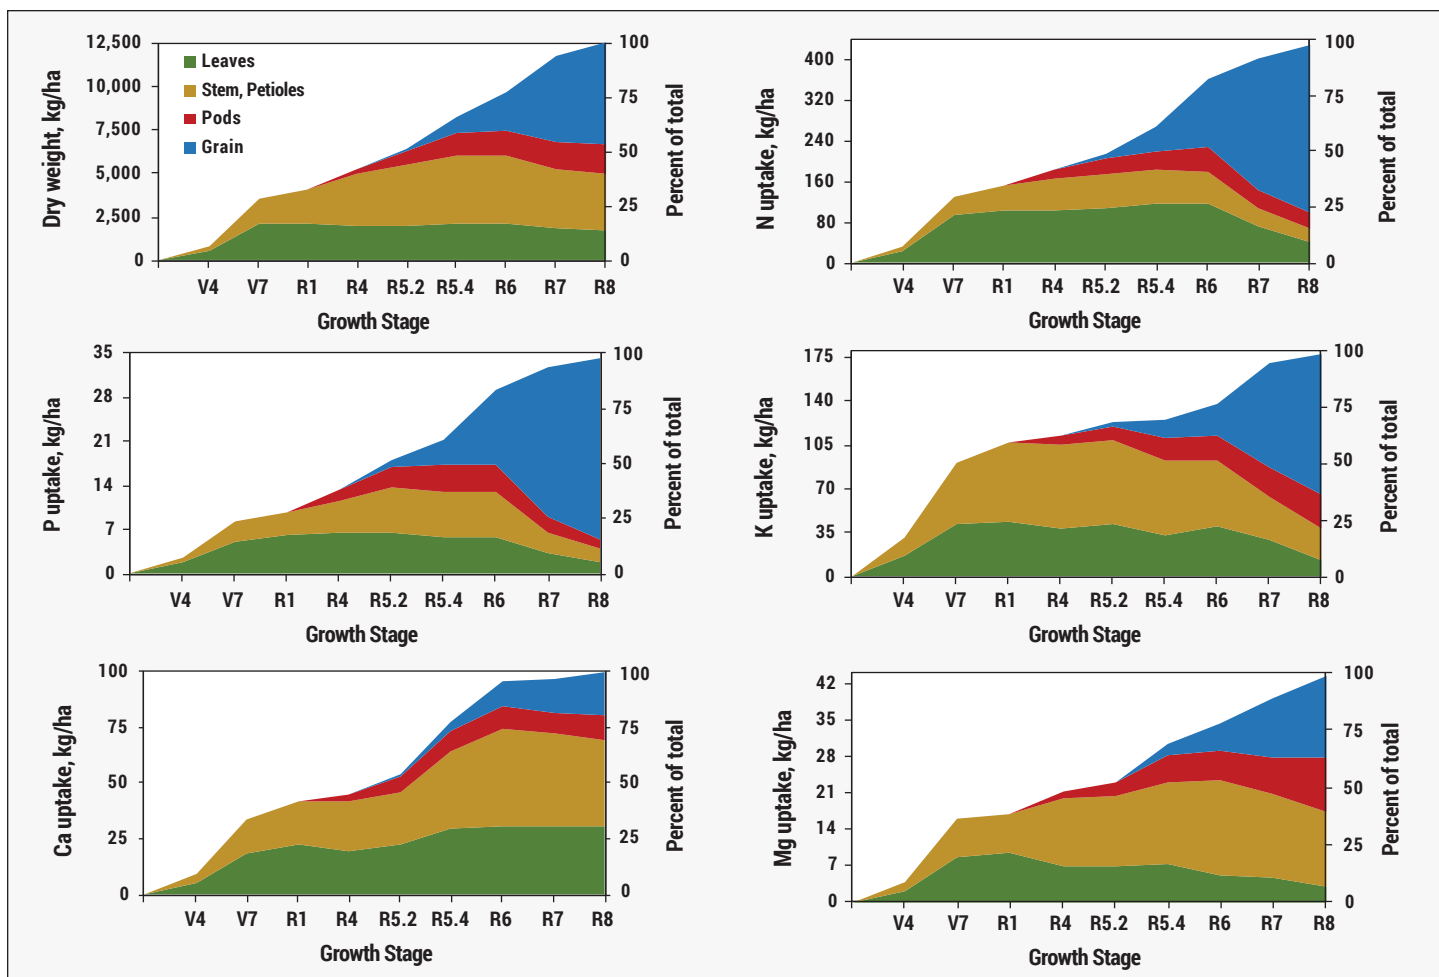 Dry weight, kg/ha
12,500
10,000
7,500
5,000
2,500
0
Leaves
Stem, Petioles
Pods
Grain
100
75
50
25
0
Percent of total
V4 V7 R1 R4 R5.2 R5.4 R6 R7 R8
Growth Stage
N uptake, kg/ha
400
320
240
160
80
0
100
75
50
25
0
Percent of total
V4 V7 R1 R4 R5.2 R5.4 R6 R7 R8
Growth Stage
P uptake, kg/ha
35
28
21
14
7
0
100
75
50
25
0
Percent of total
V4 V7 R1 R4 R5.2 R5.4 R6 R7 R8
Growth Stage
K uptake, kg/ha
175
140
105
70
35
0
100
75
50
25
0
Percent of total
V4 V7 R1 R4 R5.2 R5.4 R6 R7 R8
Growth Stage
Ca uptake, kg/ha
100
75
50
25
0
100
75
50
25
0
Percent of total
V4 V7 R1 R4 R5.2 R5.4 R6 R7 R8
Growth Stage
Mg uptake, kg/ha
42
35
28
21
14
7
0
100
75
50
25
0
Percent of total
V4 V7 R1 R4 R5.2 R5.4 R6 R7 R8
Growth Stage